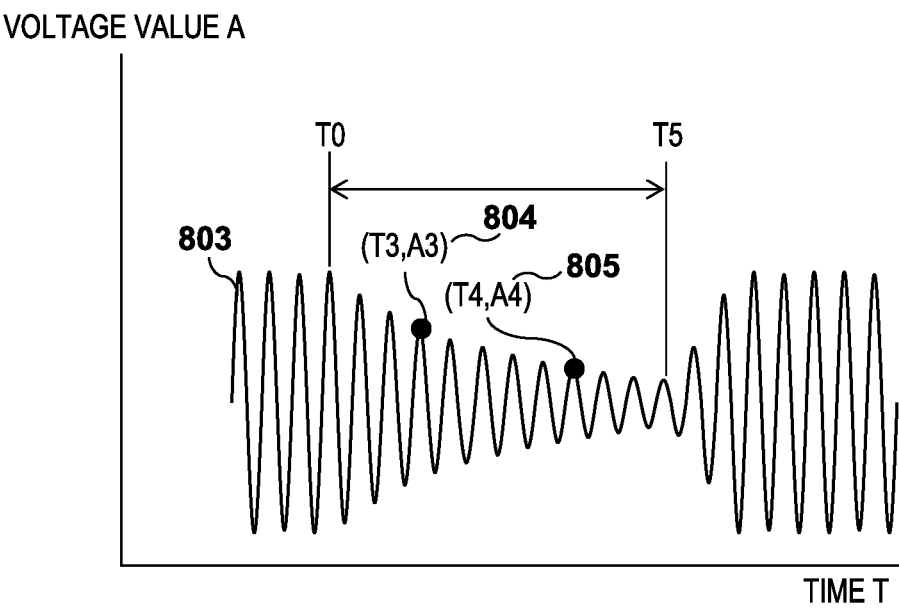 VOLTAGE VALUE A
T0
T5
804
803
(T3,A3)
805
(T4,A4)
TIME T